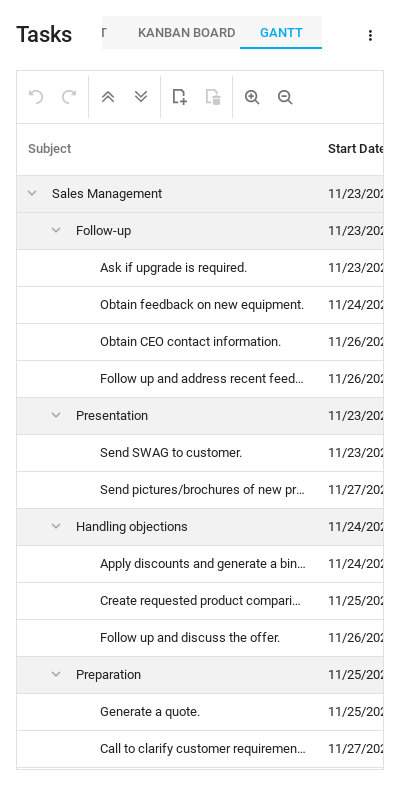 Tasks
T KANBAN BOARD GANTT
Subject Start Date
Sales Management 11/23/202
Follow-up 11/23/202
Ask if upgrade is required. 11/23/202
Obtain feedback on new equipment. 11/24/202
Obtain CEO contact information. 11/26/202
Follow up and address recent feed... 11/26/202
Presentation 11/23/202
Send SWAG to customer. 11/23/202
Send pictures/brochures of new pr... 11/27/202
Handling objections 11/24/202
Apply discounts and generate a bin... 11/24/202
Create requested product compari... 11/25/202
Follow up and discuss the offer. 11/26/202
Preparation 11/25/202
Generate a quote. 11/25/202
Call to clarify customer requiremen... 11/27/202